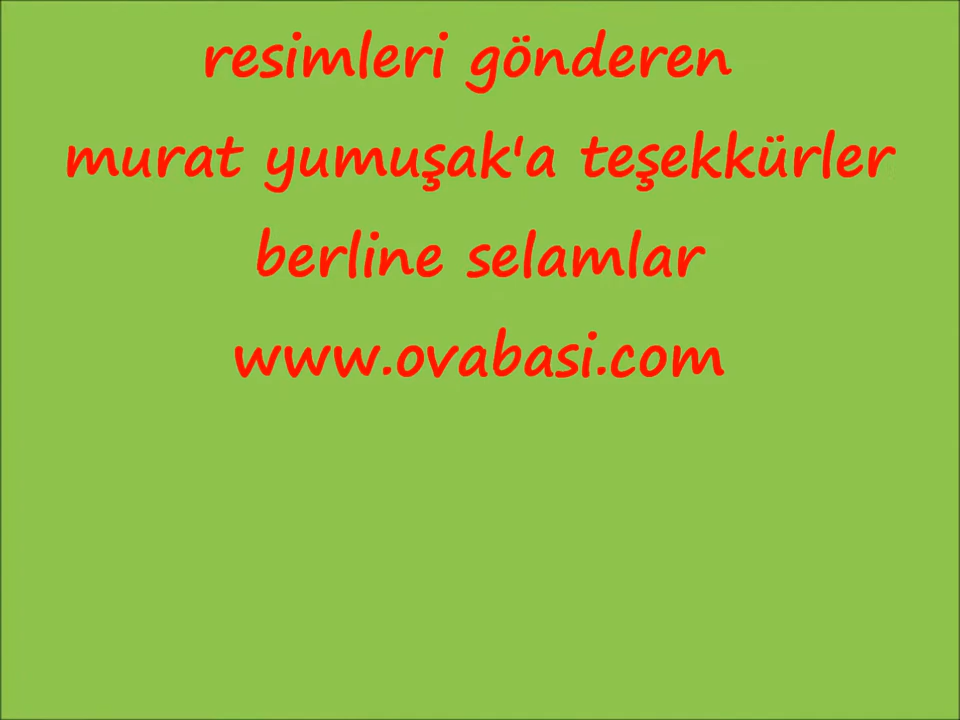 resimleri gönderen
murat yumuşak'a teşekkürler
berline selamlar
www.ovabasi.com